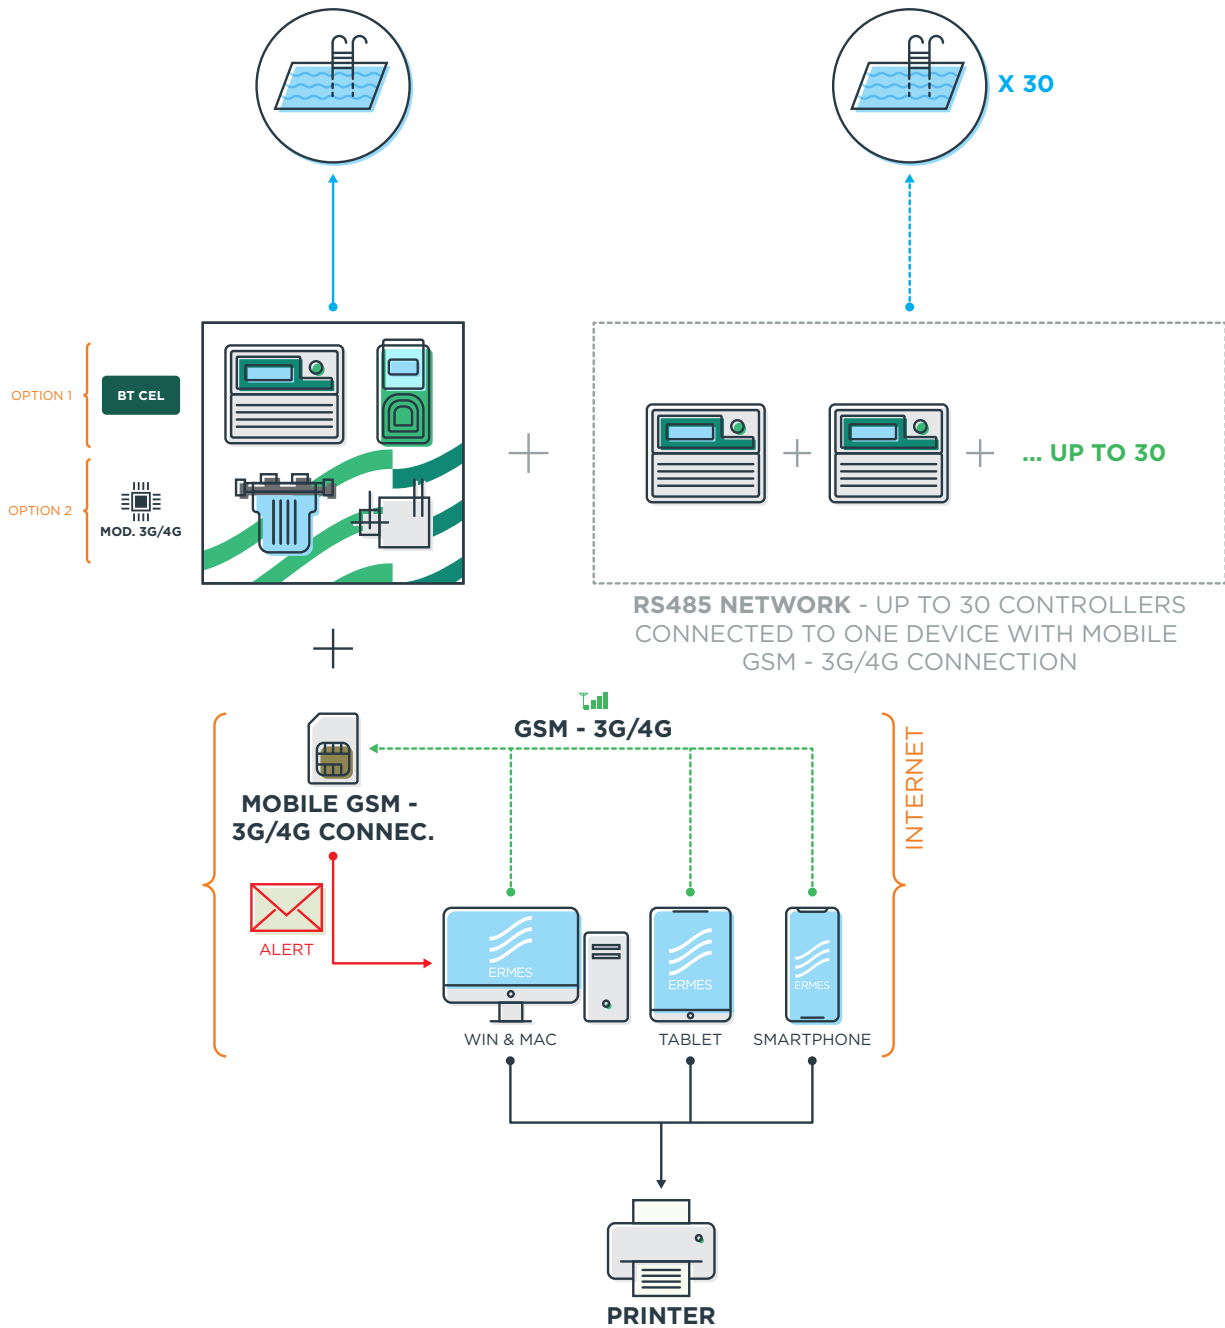 X 30
OPTION 1
BT CEL
OPTION 2
MOD. 3G/4G
... UP TO 30
RS485 NETWORK - UP TO 30 CONTROLLERS
CONNECTED TO ONE DEVICE WITH MOBILE
GSM - 3G/4G CONNECTION
GSM - 3G/4G
MOBILE GSM -
3G/4G CONNEC.
INTERNET
ALERT
ERMES
ERMES
ERMES
WIN & MAC
TABLET
SMARTPHONE
PRINTER